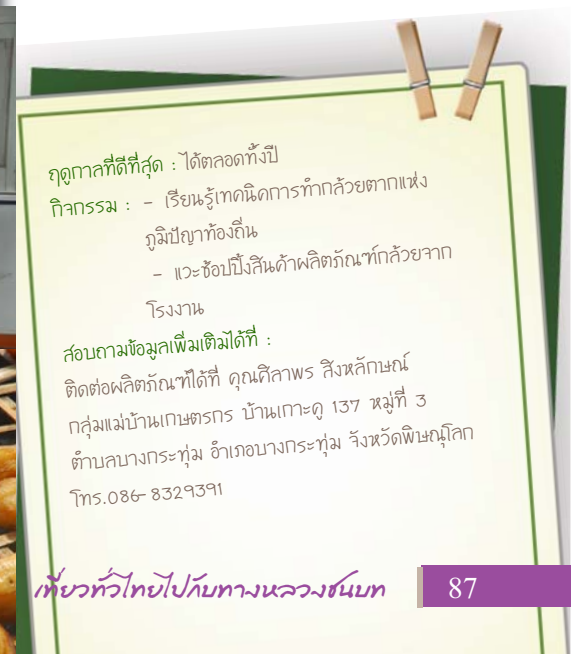 ฤดูกาลที่ดีที่สุด : ได้ตลอดทั้งปี
กิจกรรม : - เรียนรู้เทคนิคการทำกล้วยตากแห่ง
ภูมิปัญาท้องถิ่น
- แวะช้อปปิ้งสินค้าผลิตภัณฑ์กล้วยจาก
โรงงาน
สอบถามข้อมูลเพิ่มเติมได้ที่ :
ติดต่อผลิตภัณฑ์ได้ที่ คุณศิลาพร สิงหลักษณ์
กลุ่มแม่บ้านเกษตรกร บ้านเกาะคู 137 หมู่ที่ 3
ตำบลบางกระทุ่ม อำเภอบางกระทุ่ม จังหวัดพิษณุโลก
โทร.086-8329391
เที่ยวทั่วไทยไปกับทางหลวงชนบท 87